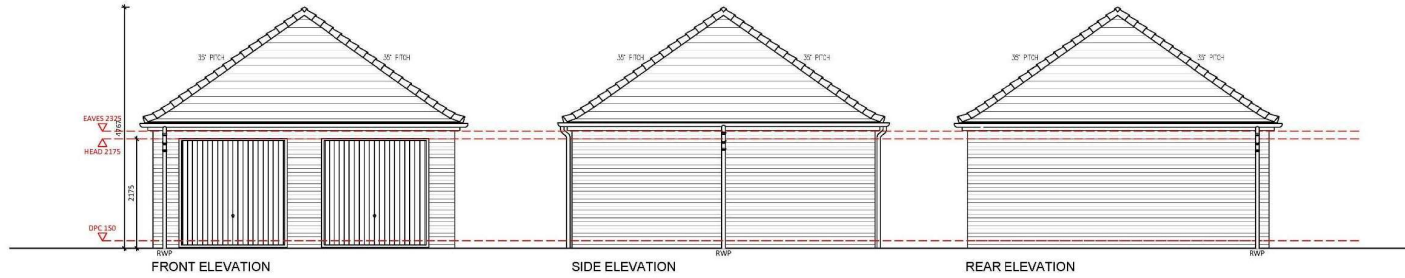 35° PITCH 35° PITCH
35° PITCH 35° PITCH
35° PITCH 35° PITCH
EAVES 2325
4767
HEAD 2175
2175
DPC 150
RWP
RWP
RWP
FRONT ELEVATION
SIDE ELEVATION
REAR ELEVATION